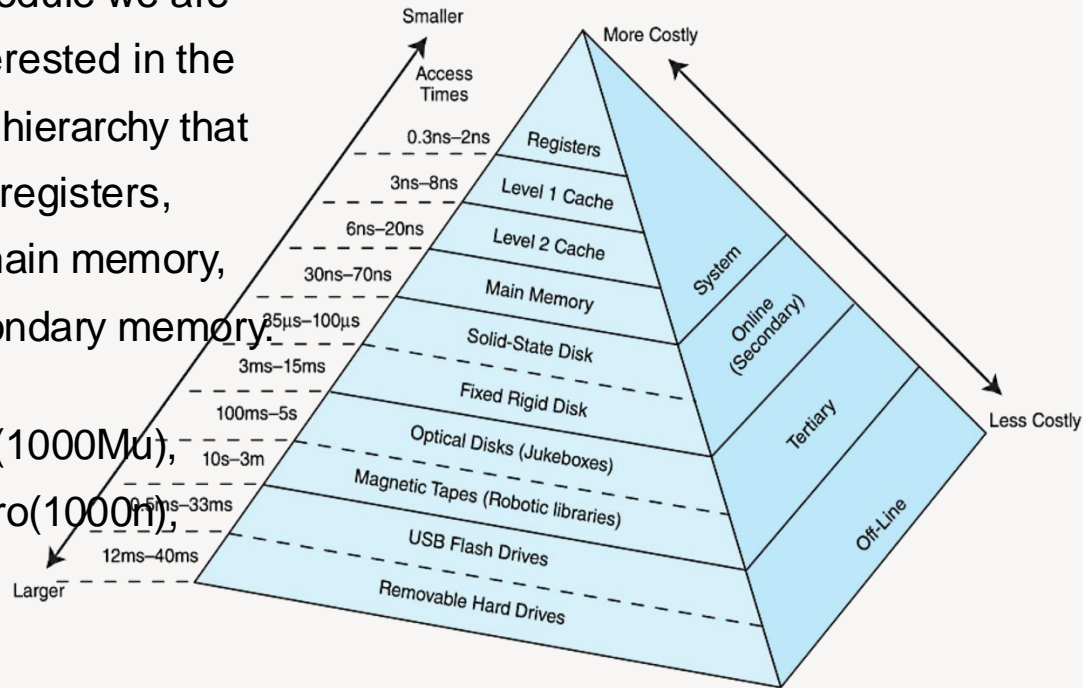 odule we are
erested in the
hierarchy that
registers,
ain memory,
ondary memory.
(1000Mu),
ro(1000n),
Smaller
Access
Times
0.3ns–2ns
3ns–8ns
6ns–20ns
30ns–70ns
35µs–100µs
3ms–15ms
100ms–5s
10s–3m
0.5ms–33ms
12ms–40ms
Larger
Registers
Level 1 Cache
Level 2 Cache
Main Memory
Solid-State Disk
Fixed Rigid Disk
Optical Disks (Jukeboxes)
Magnetic Tapes (Robotic libraries)
USB Flash Drives
Removable Hard Drives
More Costly
System
Online
(Secondary)
Tertiary
Off-Line
Less Costly